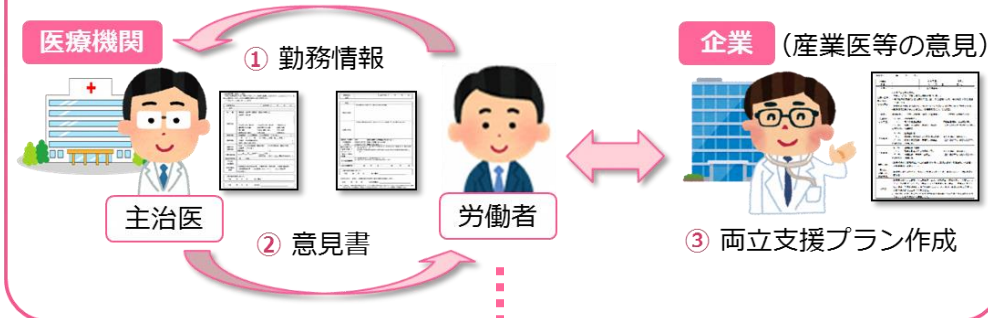 医療機関
① 勤務情報
企業 (産業医等の意見)
主治医
労働者
② 意見書
③ 両立支援プラン作成